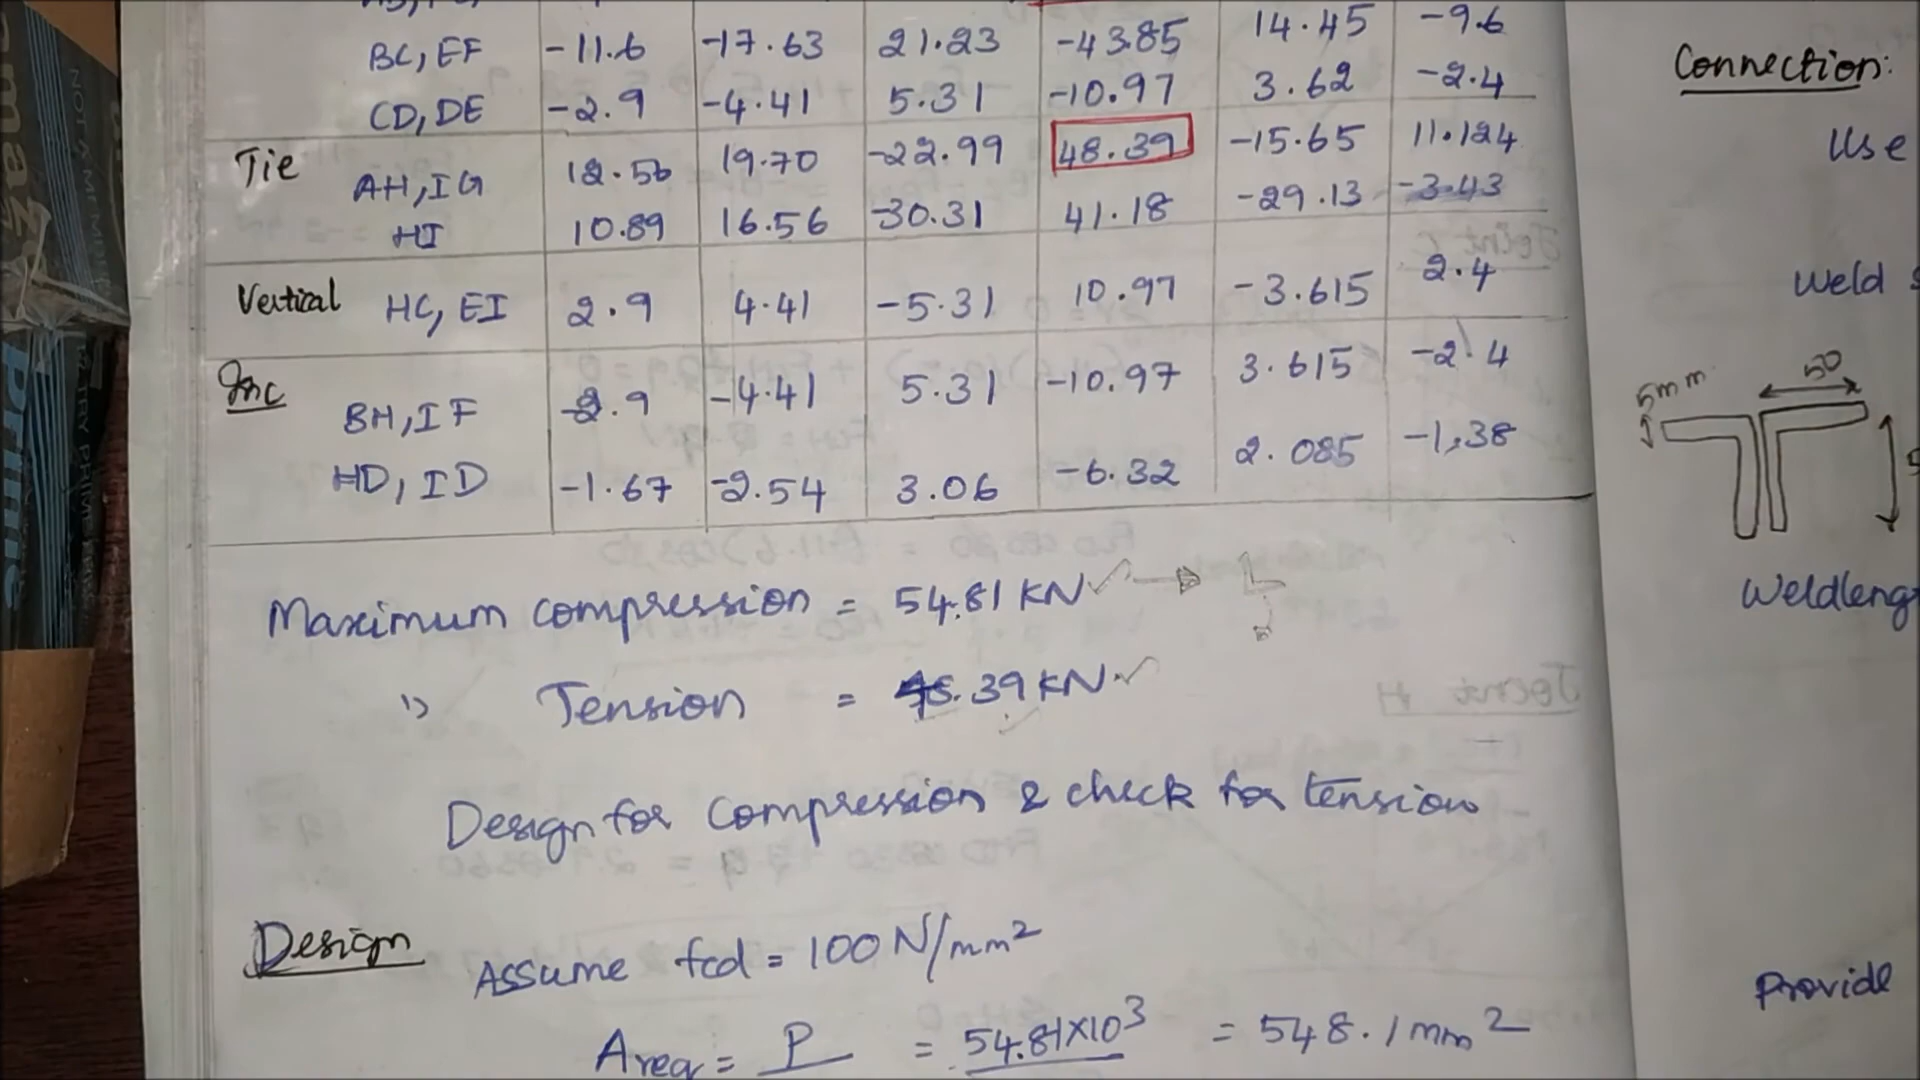 BC, EF -11.6 -17.63 21.23 -43.85 14.45 -9.6
CD, DE -2.9 -4.41 5.31 -10.97 3.62 -2.4
Tie AH, IG 12.56 19.70 -22.99 48.39 -15.65 11.124
HI 10.89 16.56 -30.31 41.18 -29.13 -3.43
Vertical HC, EI 2.9 4.41 -5.31 10.97 -3.615 2.4
Inc
BH, IF -2.9 -4.41 5.31 -10.97 3.615 -2.4
HD, ID -1.67 -2.54 3.06 -6.32 2.085 -1.38
Maximum compression = 54.81 KN
" Tension = 48.39 KN
Design for compression & check for tension
Design
Assume fcd = 100 N/mm2
Area = P = 54.81×103 = 548.1 mm2
Connection:
Use
Weld
5mm 50
Weldleng
Provide